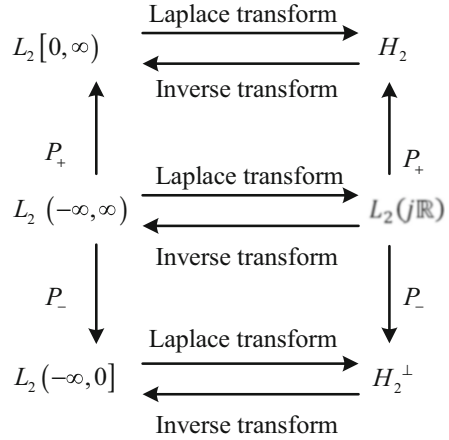 Laplace transform
L₂[0,∞) H₂
Inverse transform
P₊ P₊
Laplace transform
L₂ (−∞,∞) L₂(jℝ)
Inverse transform
P₋ P₋
Laplace transform
L₂(−∞,0] H₂^⊥
Inverse transform